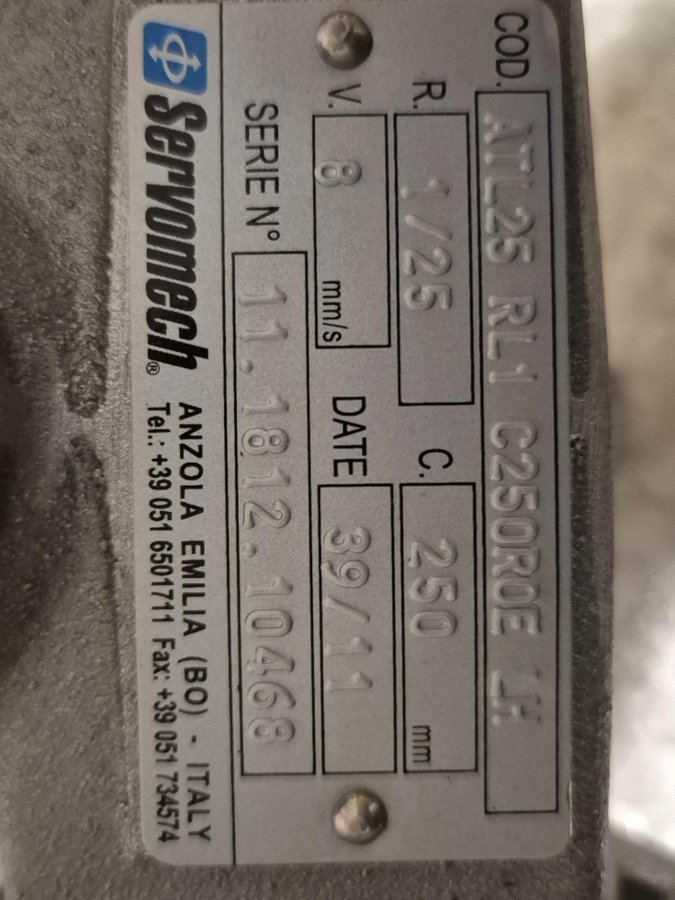 COD. ATL25 RL1 C250ROE LH
R. 1/25 C. 250 mm
V. 8 mm/s DATE 39/11
SERIE N° 11.1812.10468
Servomech® ANZOLA EMILIA (BO) - ITALY
Tel.: +39 051 6501711 Fax: +39 051 734574